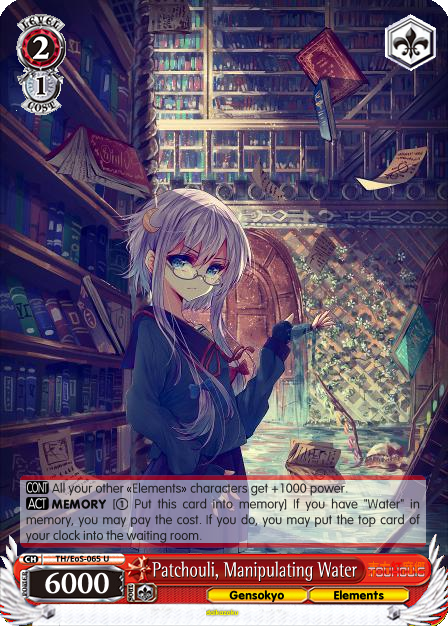 LEVEL
2
1
COST
CONT All your other «Elements» characters get +1000 power
ACT MEMORY [① Put this card into memory] If you have "Water" in
memory, you may pay the cost. If you do, you may put the top card of
your clock into the waiting room.
CH TH/EoS-065 U
POWER 6000 SOUL Patchouli, Manipulating Water
Gensokyo Elements